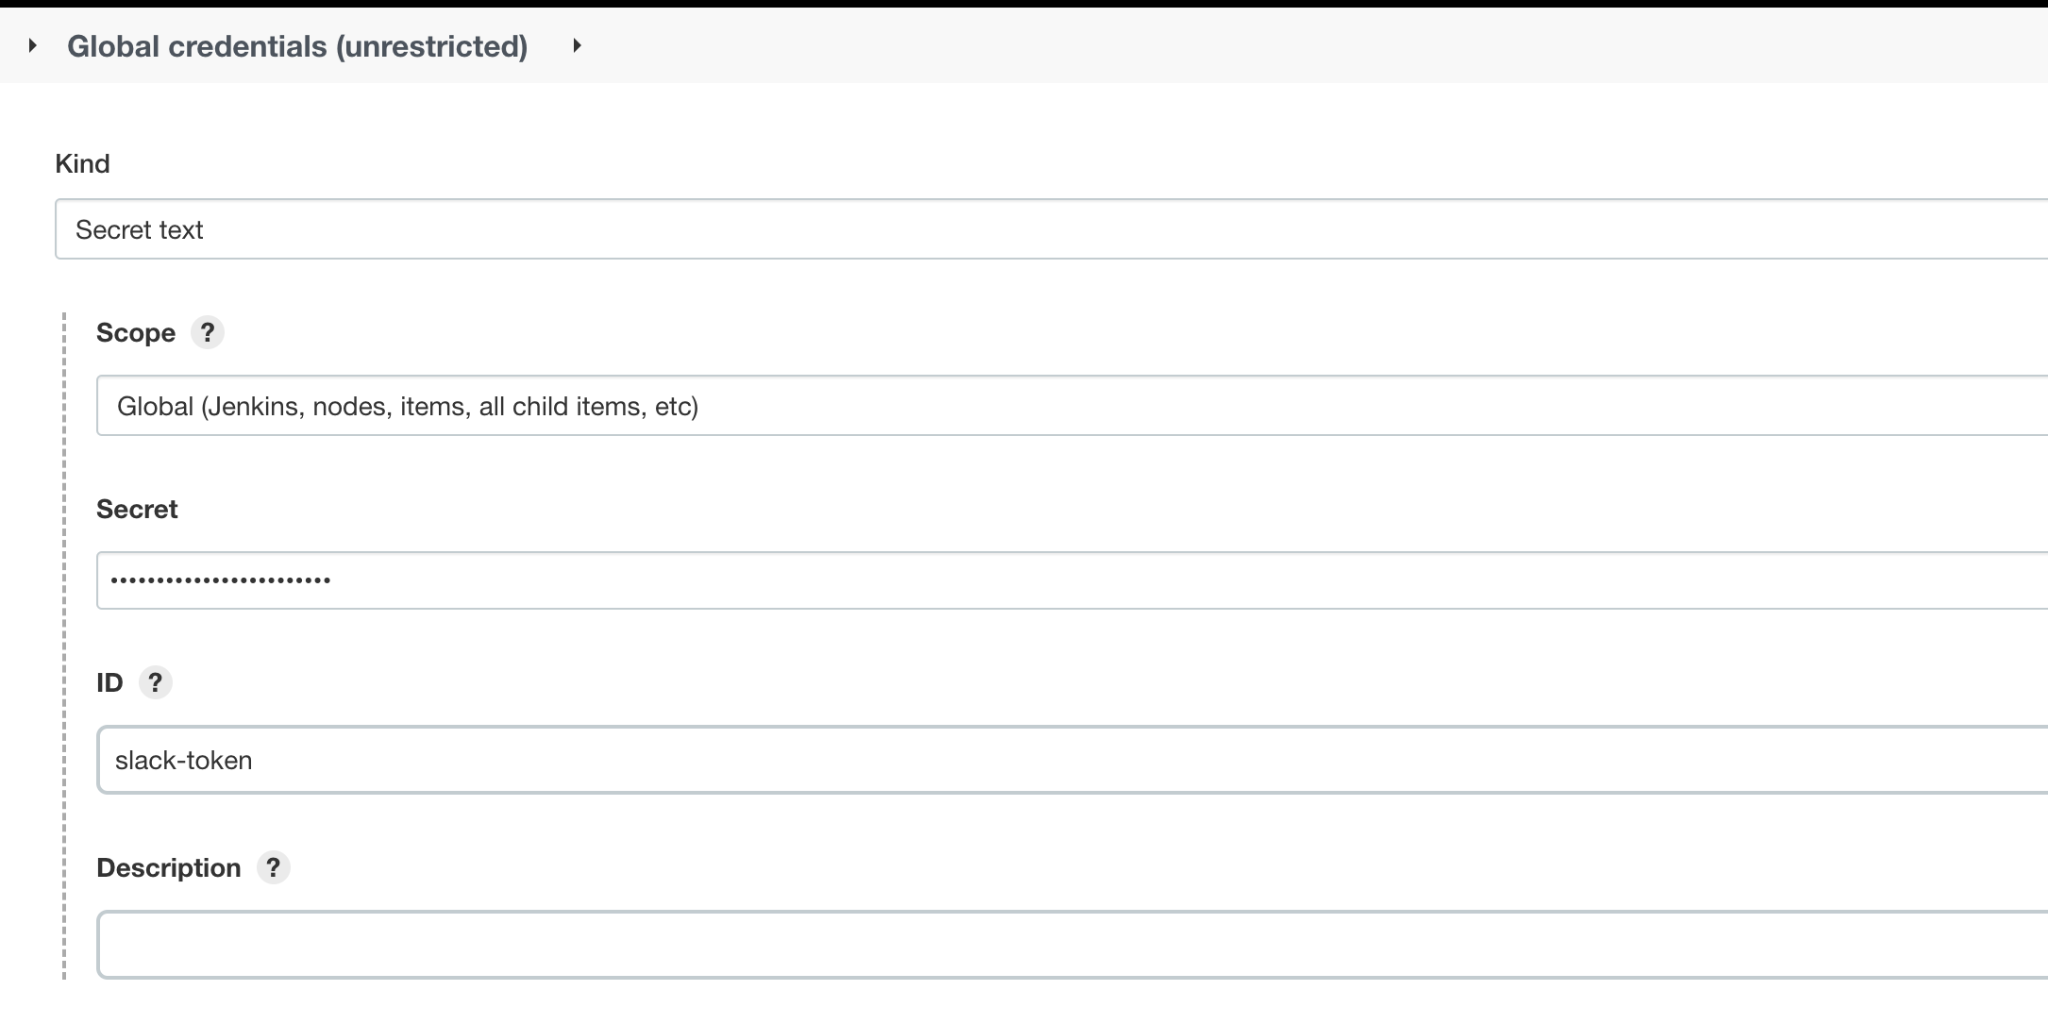 Global credentials (unrestricted)
Kind
Secret text
Scope ?
Global (Jenkins, nodes, items, all child items, etc)
Secret
••••••••••••••••••••••••
ID ?
slack-token
Description ?